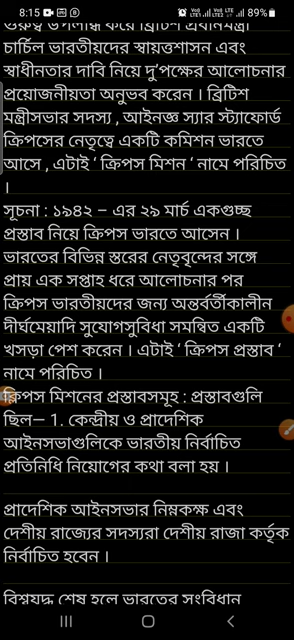 8:15
89%
গুরুত্ব উপলব্ধি করে ব্রিটিশ প্রধানমন্ত্রী
চার্চিল ভারতীয়দের স্বায়ত্তশাসন এবং
স্বাধীনতার দাবি নিয়ে দু'পক্ষের আলোচনার
প্রয়োজনীয়তা অনুভব করেন । ব্রিটিশ
মন্ত্রীসভার সদস্য , আইনজ্ঞ স্যার স্ট্যাফোর্ড
ক্রিপসের নেতৃত্বে একটি কমিশন ভারতে
আসে , এটাই ‘ ক্রিপস মিশন ’ নামে পরিচিত
।
সূচনা : ১৯৪২ – এর ২৯ মার্চ একগুচ্ছ
প্রস্তাব নিয়ে ক্রিপস ভারতে আসেন ।
ভারতের বিভিন্ন স্তরের নেতৃবৃন্দের সঙ্গে
প্রায় এক সপ্তাহ ধরে আলোচনার পর
ক্রিপস ভারতীয়দের জন্য অন্তর্বর্তীকালীন
দীর্ঘমেয়াদি সুযোগসুবিধা সমন্বিত একটি
খসড়া পেশ করেন । এটাই ‘ ক্রিপস প্রস্তাব ‘
নামে পরিচিত ।
ক্রিপস মিশনের প্রস্তাবসমূহ : প্রস্তাবগুলি
ছিল— 1. কেন্দ্রীয় ও প্রাদেশিক
আইনসভাগুলিকে ভারতীয় নির্বাচিত
প্রতিনিধি নিয়োগের কথা বলা হয় ।
প্রাদেশিক আইনসভার নিম্নকক্ষ এবং
দেশীয় রাজ্যের সদস্যরা দেশীয় রাজা কর্তৃক
নির্বাচিত হবেন ।
বিশ্বযুদ্ধ শেষ হলে ভারতের সংবিধান